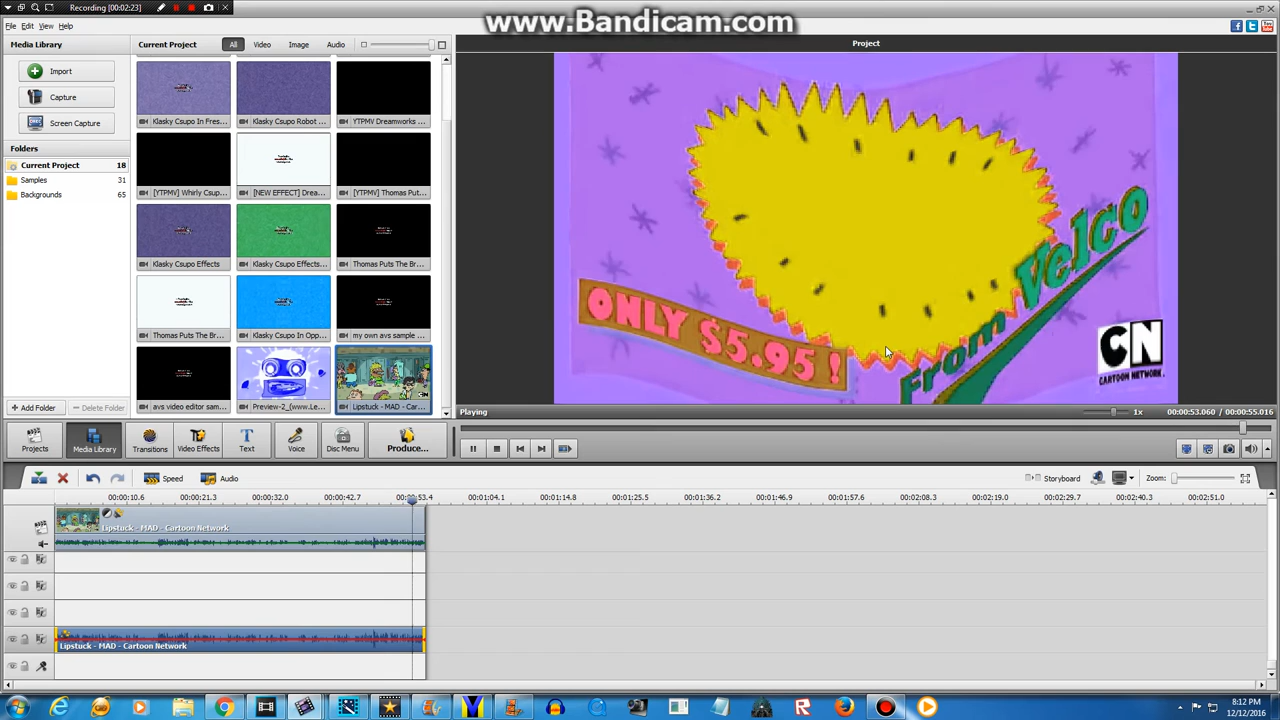 Recording [00:02:23]
www.Bandicam.com
File Edit View Help
Media Library
Current Project
All Video Image Audio
Project
Import
Capture
Screen Capture
Folders
Current Project 18
Samples 31
Backgrounds 65
Klasky Csupo In Fres...
Klasky Csupo Robot ...
YTPMV Dreamworks ...
[YTPMV] Whirly Csup...
[NEW EFFECT] Drea...
[YTPMV] Thomas Put...
Klasky Csupo Effects
Klasky Csupo Effects...
Thomas Puts The Br...
Thomas Puts The Br...
Klasky Csupo In Opp...
my own avs sample ...
avs video editor sam...
Preview-2_(www.Le...
Lipstuck - MAD - Car...
ONLY $5.95 !
From Velco
CN
CARTOON NETWORK.
Add Folder
Delete Folder
Playing
1x
00:00:53.060 / 00:00:55.016
Projects
Media Library
Transitions
Video Effects
Text
Voice
Disc Menu
Produce...
Speed
Audio
Storyboard
Zoom:
00:00:10.6 00:00:21.3 00:00:32.0 00:00:42.7 00:00:53.4 00:01:04.1 00:01:14.8 00:01:25.5 00:01:36.2 00:01:46.9 00:01:57.6 00:02:08.3 00:02:19.0 00:02:29.7 00:02:40.3 00:02:51.0
Lipstuck - MAD - Cartoon Network
Lipstuck - MAD - Cartoon Network
8:12 PM
12/12/2016